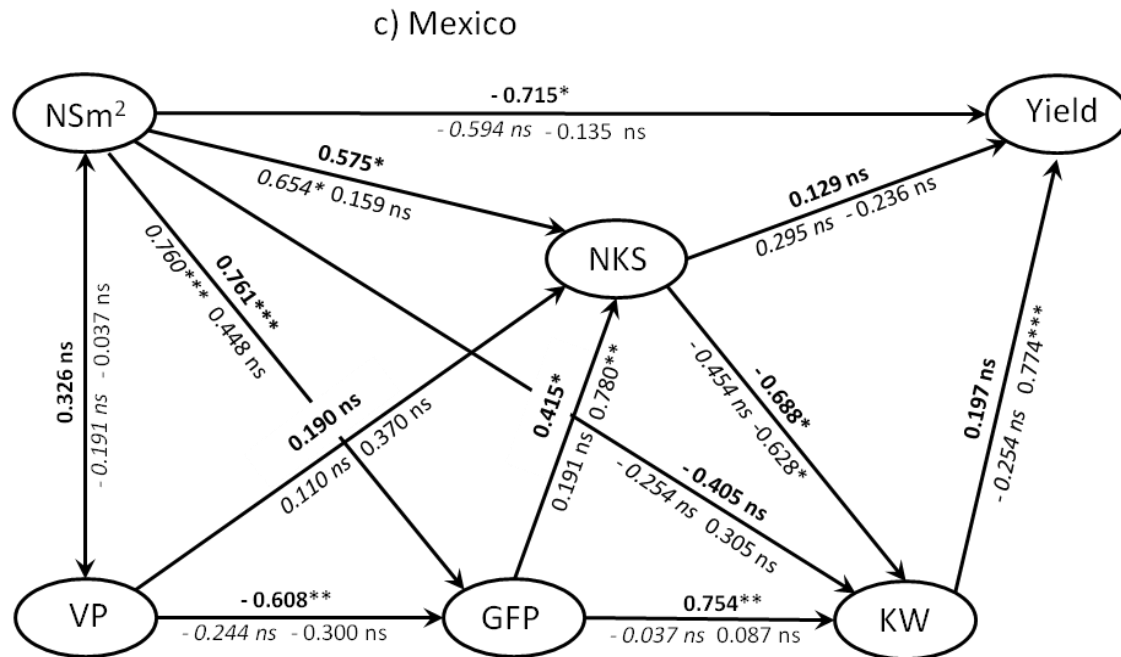 c) Mexico
NSm²
- 0.715*
- 0.594 ns - 0.135 ns
Yield
0.575*
0.654* 0.159 ns
0.129 ns
0.295 ns - 0.236 ns
NKS
0.761***
0.760*** 0.448 ns
0.326 ns
- 0.191 ns - 0.037 ns
0.190 ns
0.110 ns 0.370 ns
0.415*
0.191 ns 0.780**
- 0.688*
- 0.454 ns -0.628*
- 0.405 ns
- 0.254 ns 0.305 ns
0.197 ns
- 0.254 ns 0.774***
VP
- 0.608**
- 0.244 ns - 0.300 ns
GFP
0.754**
- 0.037 ns 0.087 ns
KW